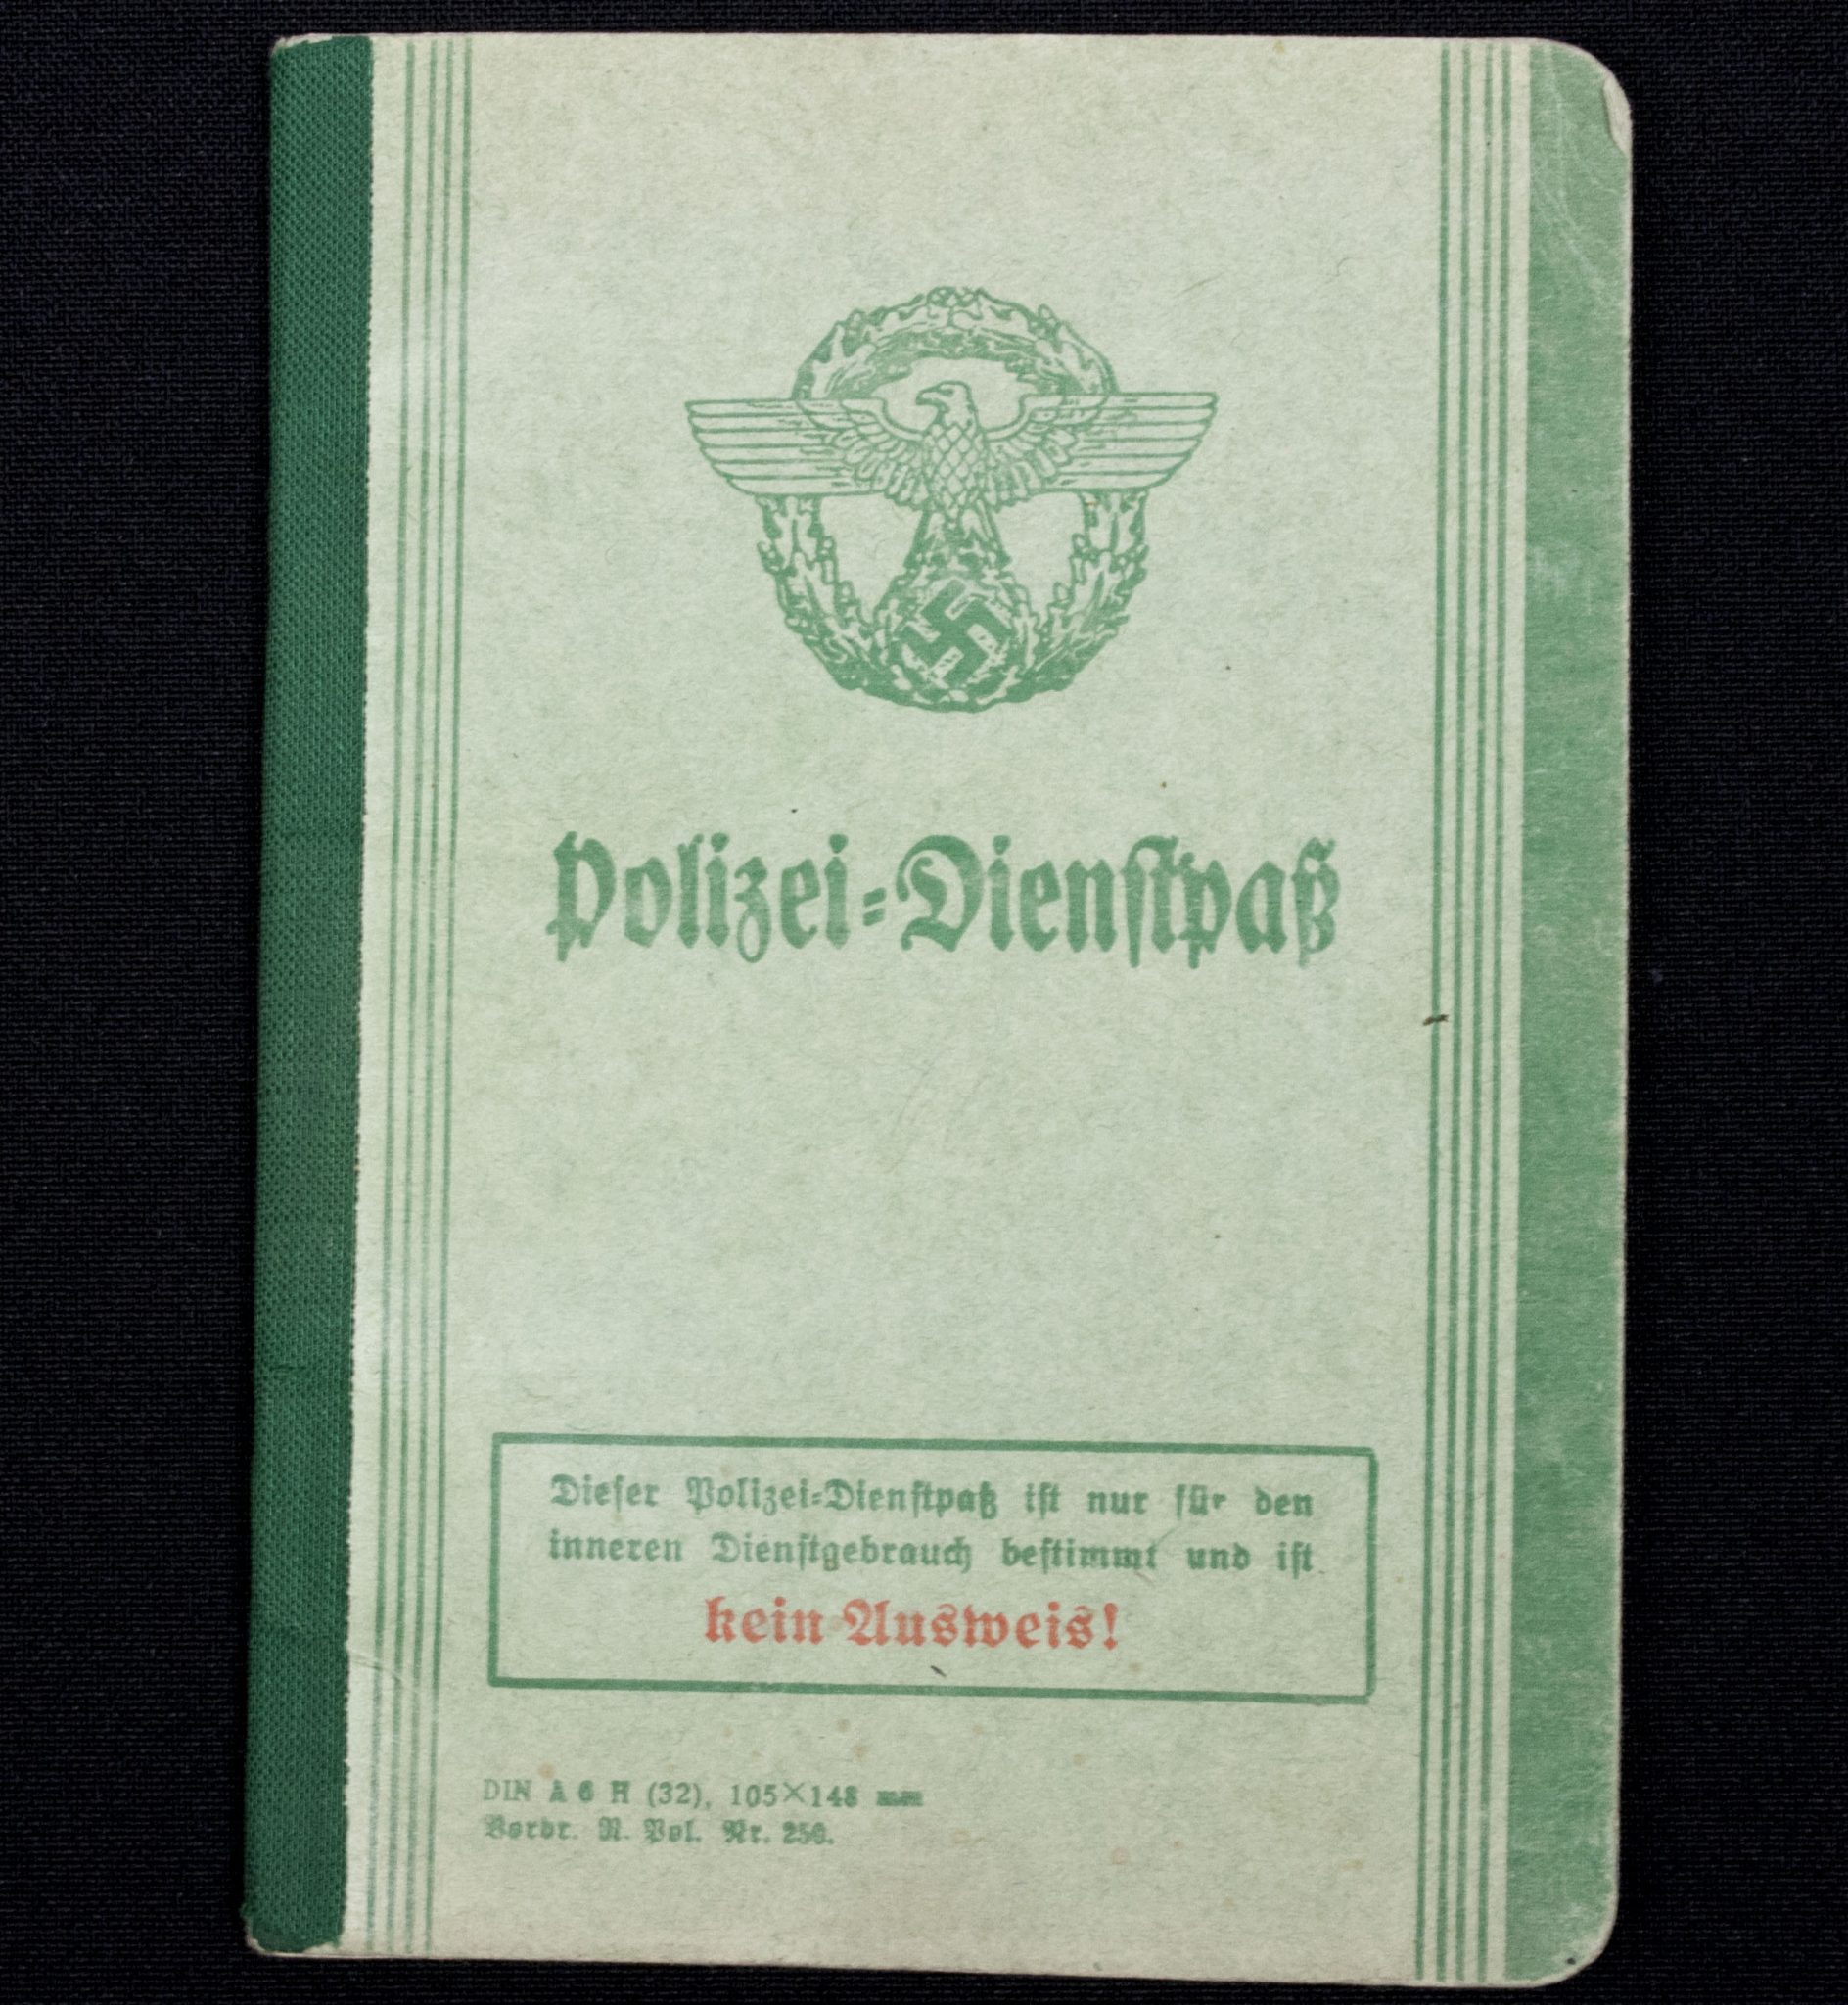 Polizei=Dienstpaß
Dieser Polizei=Dienstpaß ist nur für den
inneren Dienstgebrauch bestimmt und ist
kein Ausweis!
DIN A 6 H (32), 105×148 mm
Vordr. R. Pol. Nr. 250.